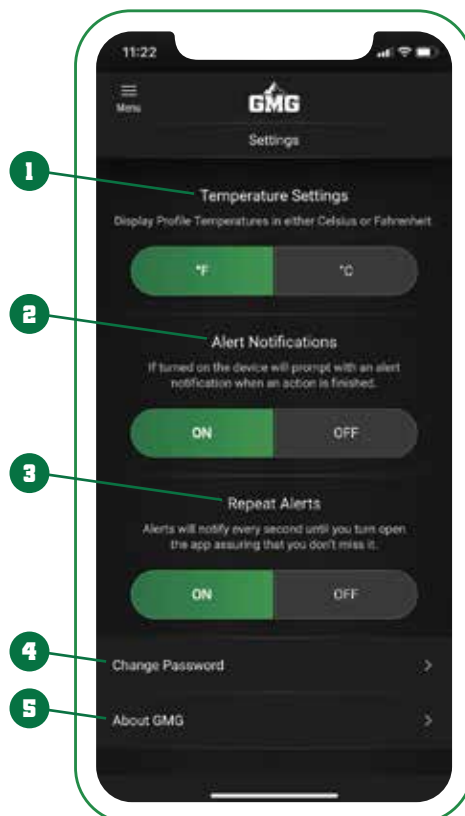 11:22
Menu
GMG
Settings
1
Temperature Settings
Display Profile Temperatures in either Celsius or Fahrenheit
°F
°C
2
Alert Notifications
If turned on the device will prompt with an alert
notification when an action is finished.
ON
OFF
3
Repeat Alerts
Alerts will notify every second until you turn open
the app assuring that you don't miss it.
ON
OFF
4
Change Password
5
About GMG